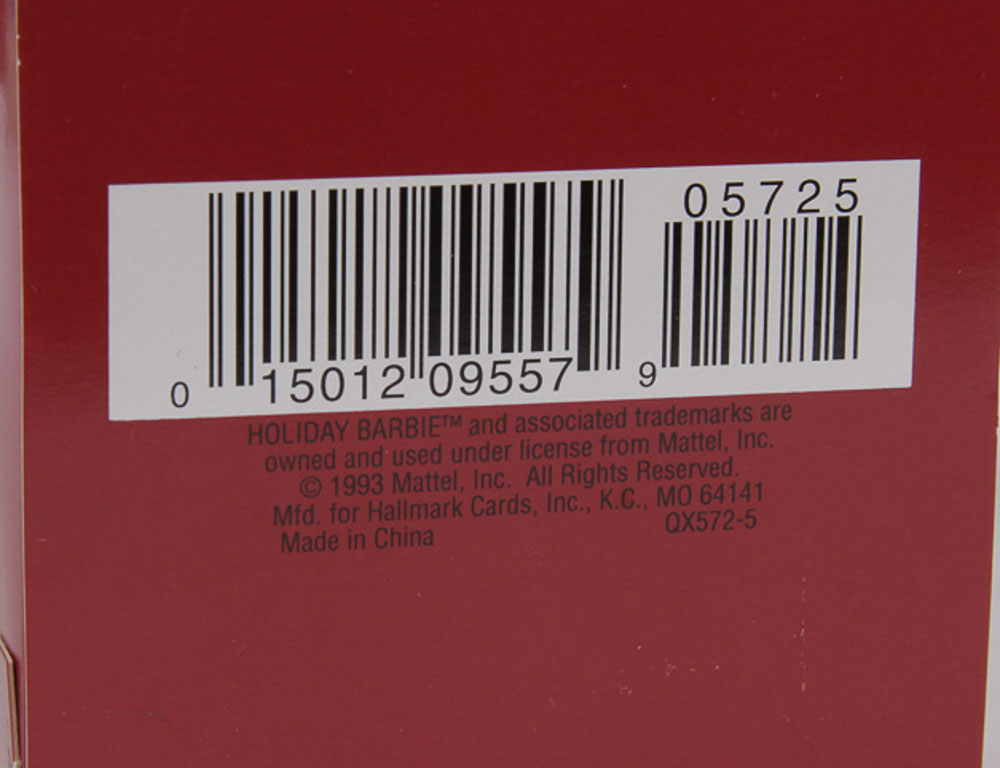 05725
0 15012 09557 9
HOLIDAY BARBIE™ and associated trademarks are
owned and used under license from Mattel, Inc.
© 1993 Mattel, Inc. All Rights Reserved.
Mfd. for Hallmark Cards, Inc., K.C., MO 64141
Made in China QX572-5